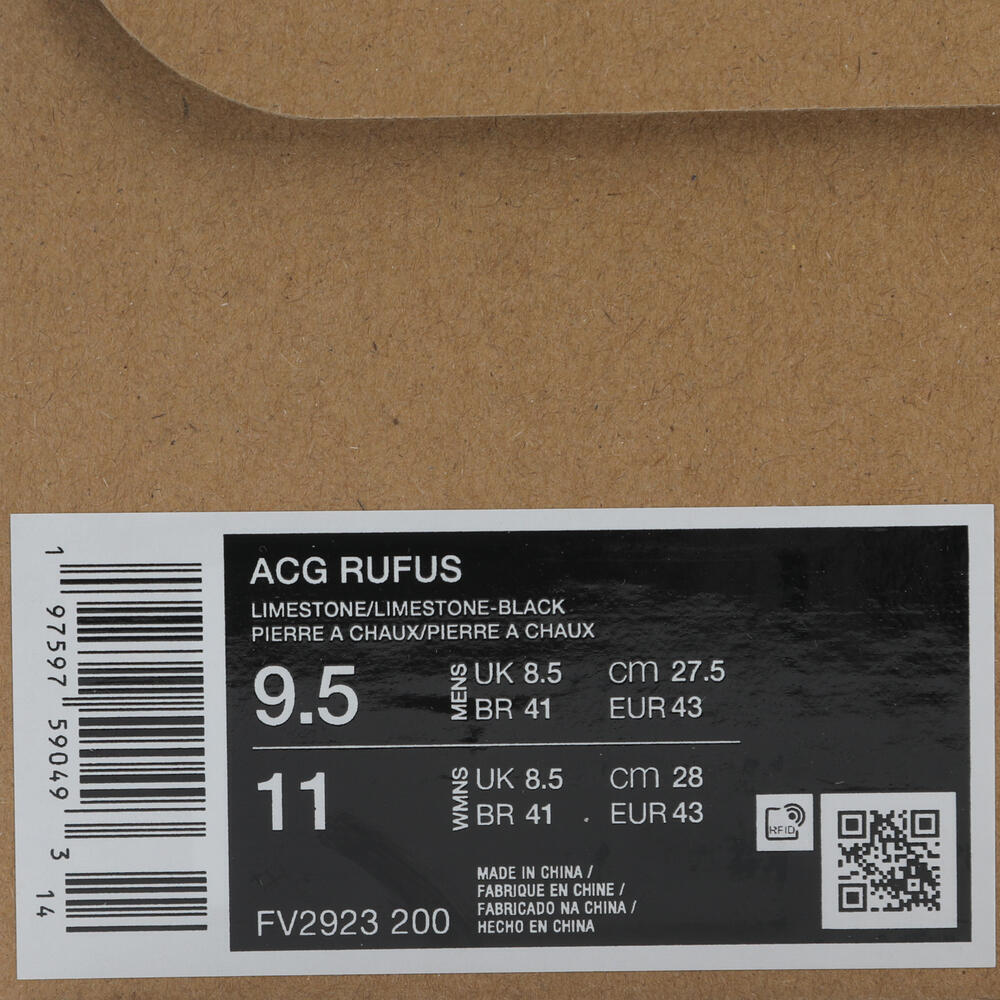 ACG RUFUS
LIMESTONE/LIMESTONE-BLACK
PIERRE A CHAUX/PIERRE A CHAUX
9.5 MENS UK 8.5 cm 27.5
BR 41 EUR 43
11 WMNS UK 8.5 cm 28
BR 41 EUR 43
RFID
MADE IN CHINA /
FABRIQUE EN CHINE /
FABRICADO NA CHINA /
HECHO EN CHINA
FV2923 200
1 97597 59049 3 14